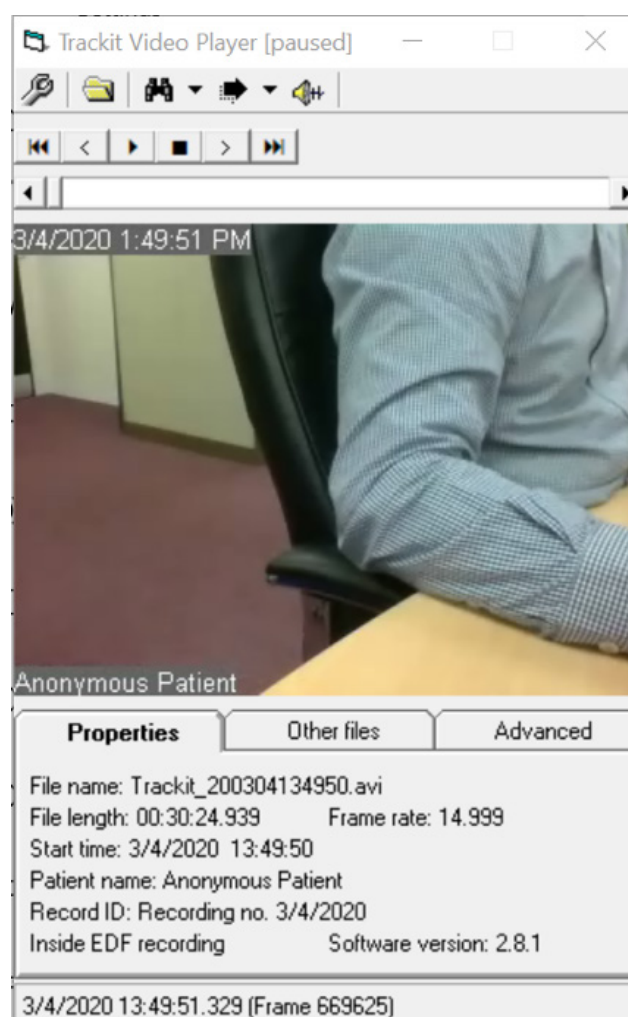 Trackit Video Player [paused]
3/4/2020 1:49:51 PM
Anonymous Patient
Properties
Other files
Advanced
File name: Trackit_200304134950.avi
File length: 00:30:24.939 Frame rate: 14.999
Start time: 3/4/2020 13:49:50
Patient name: Anonymous Patient
Record ID: Recording no. 3/4/2020
Inside EDF recording Software version: 2.8.1
3/4/2020 13:49:51.329 (Frame 669625)